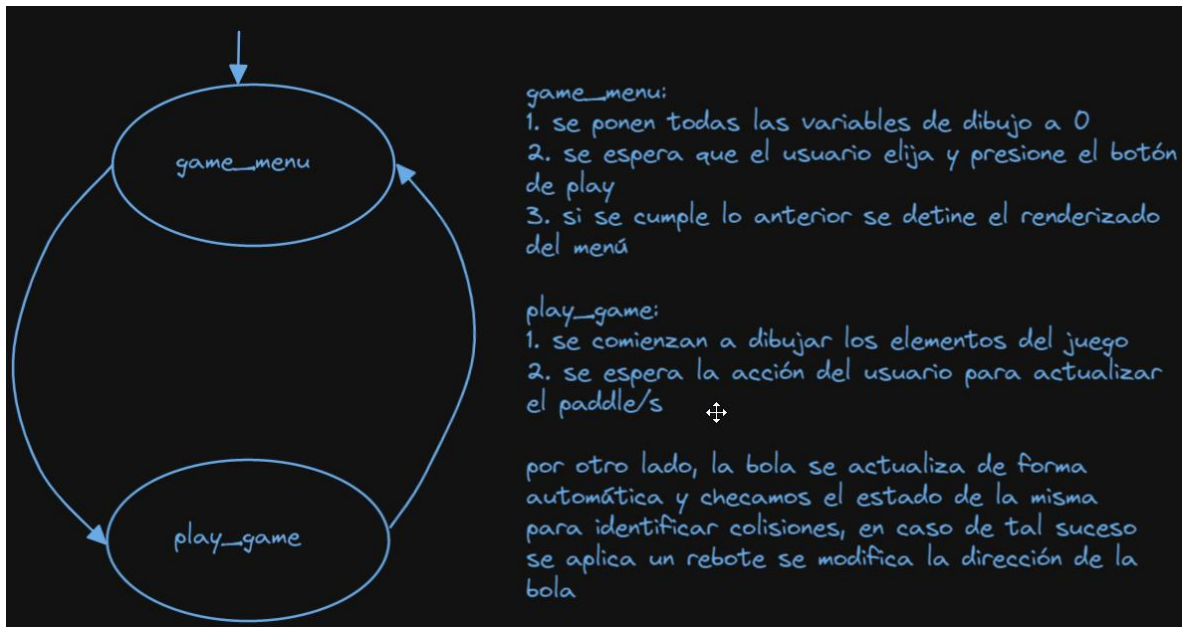 game_menu
play_game
game_menu:
1. se ponen todas las variables de dibujo a 0
2. se espera que el usuario elija y presione el botón
de play
3. si se cumple lo anterior se detine el renderizado
del menú
play_game:
1. se comienzan a dibujar los elementos del juego
2. se espera la acción del usuario para actualizar
el paddle/s
por otro lado, la bola se actualiza de forma
automática y checamos el estado de la misma
para identificar colisiones, en caso de tal suceso
se aplica un rebote se modifica la dirección de la
bola